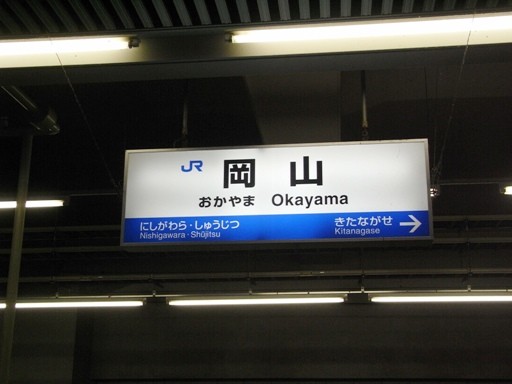 JR 岡山
おかやま Okayama
にしがわら・しゅうじつ きたながせ →
Nishigawara・Shūjitsu Kitanagase